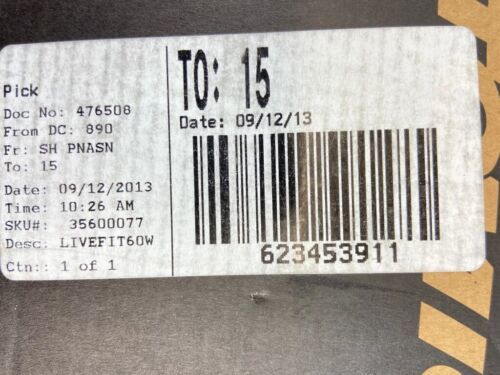 Pick
Doc No: 476508
From DC: 890
Fr: SH PNASN
To: 15
Date: 09/12/2013
Time: 10:26 AM
SKU#: 35600077
Desc: LIVEFIT60W
Ctn:: 1 of 1
TO: 15
Date: 09/12/13
623453911